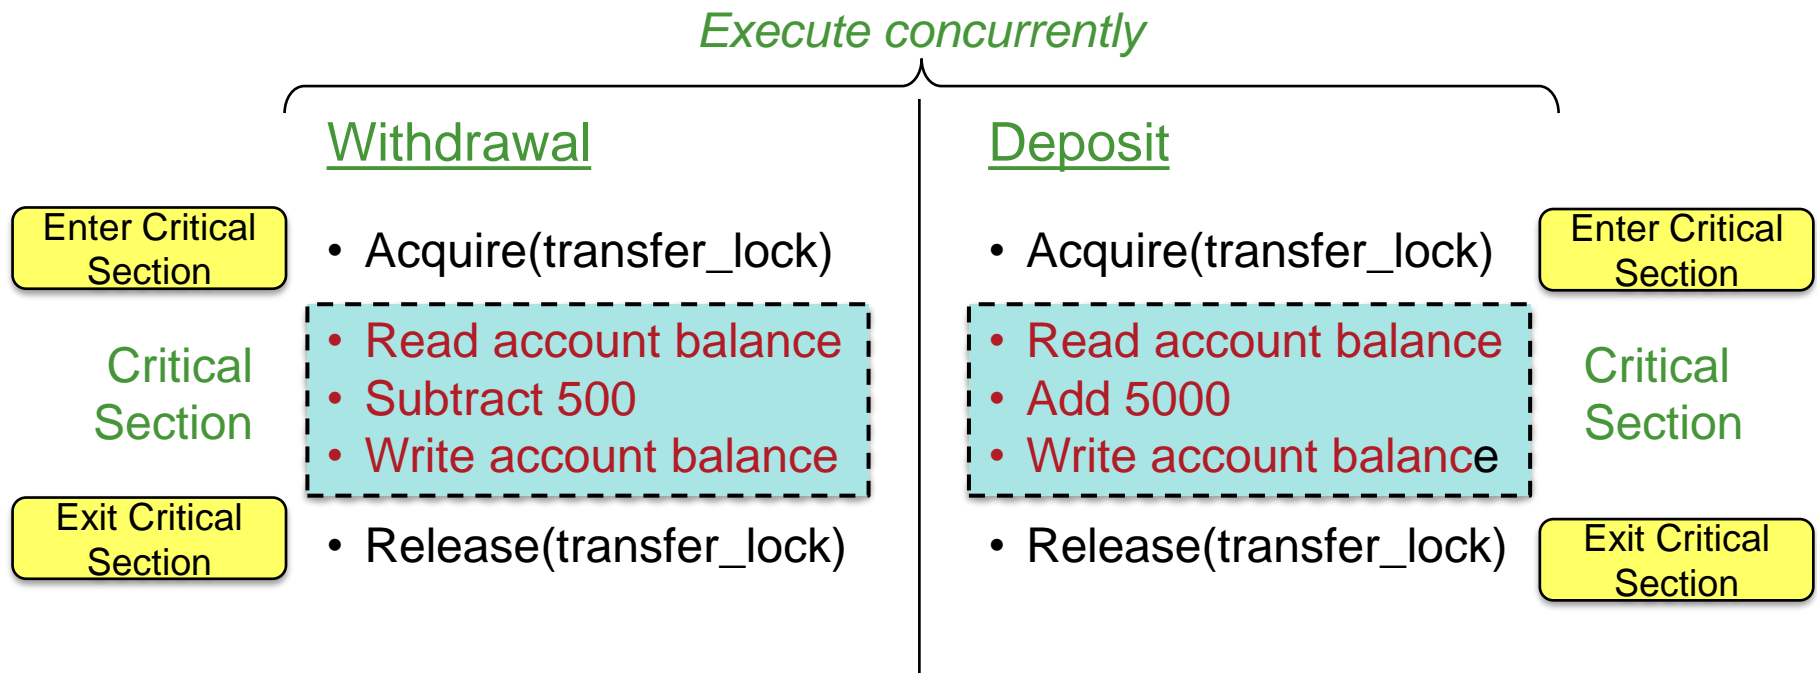 Execute concurrently
Withdrawal
Enter Critical
Section
• Acquire(transfer_lock)
Critical
Section
• Read account balance
• Subtract 500
• Write account balance
Exit Critical
Section
• Release(transfer_lock)
Deposit
• Acquire(transfer_lock)
Enter Critical
Section
• Read account balance
• Add 5000
• Write account balance
Critical
Section
• Release(transfer_lock)
Exit Critical
Section